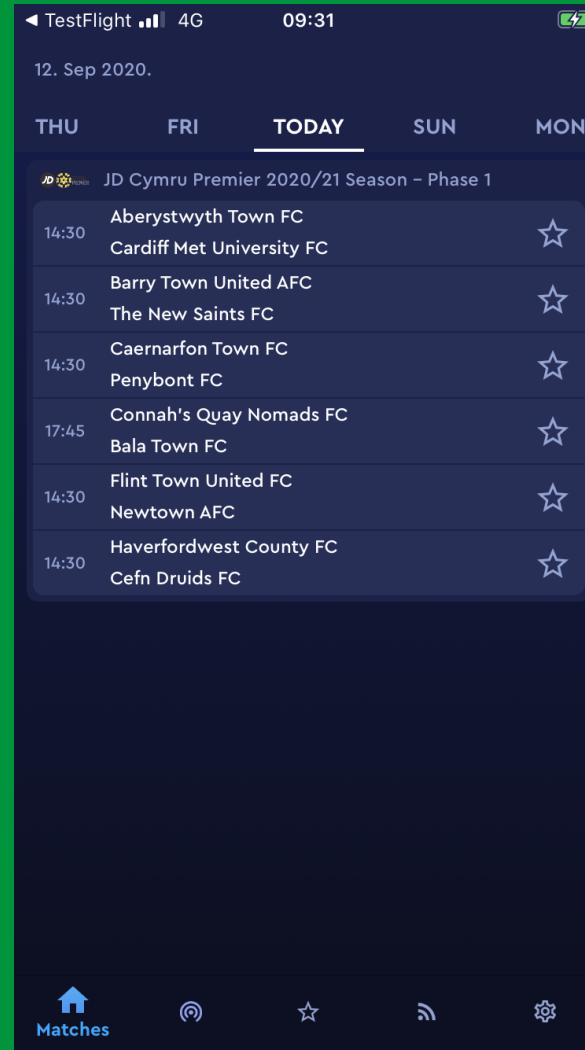 ◀ TestFlight 4G 09:31
12. Sep 2020.
THU FRI TODAY SUN MON
JD JD Cymru Premier 2020/21 Season – Phase 1
Aberystwyth Town FC
14:30
Cardiff Met University FC
Barry Town United AFC
14:30
The New Saints FC
Caernarfon Town FC
14:30
Penybont FC
Connah's Quay Nomads FC
17:45
Bala Town FC
Flint Town United FC
14:30
Newtown AFC
Haverfordwest County FC
14:30
Cefn Druids FC
Matches